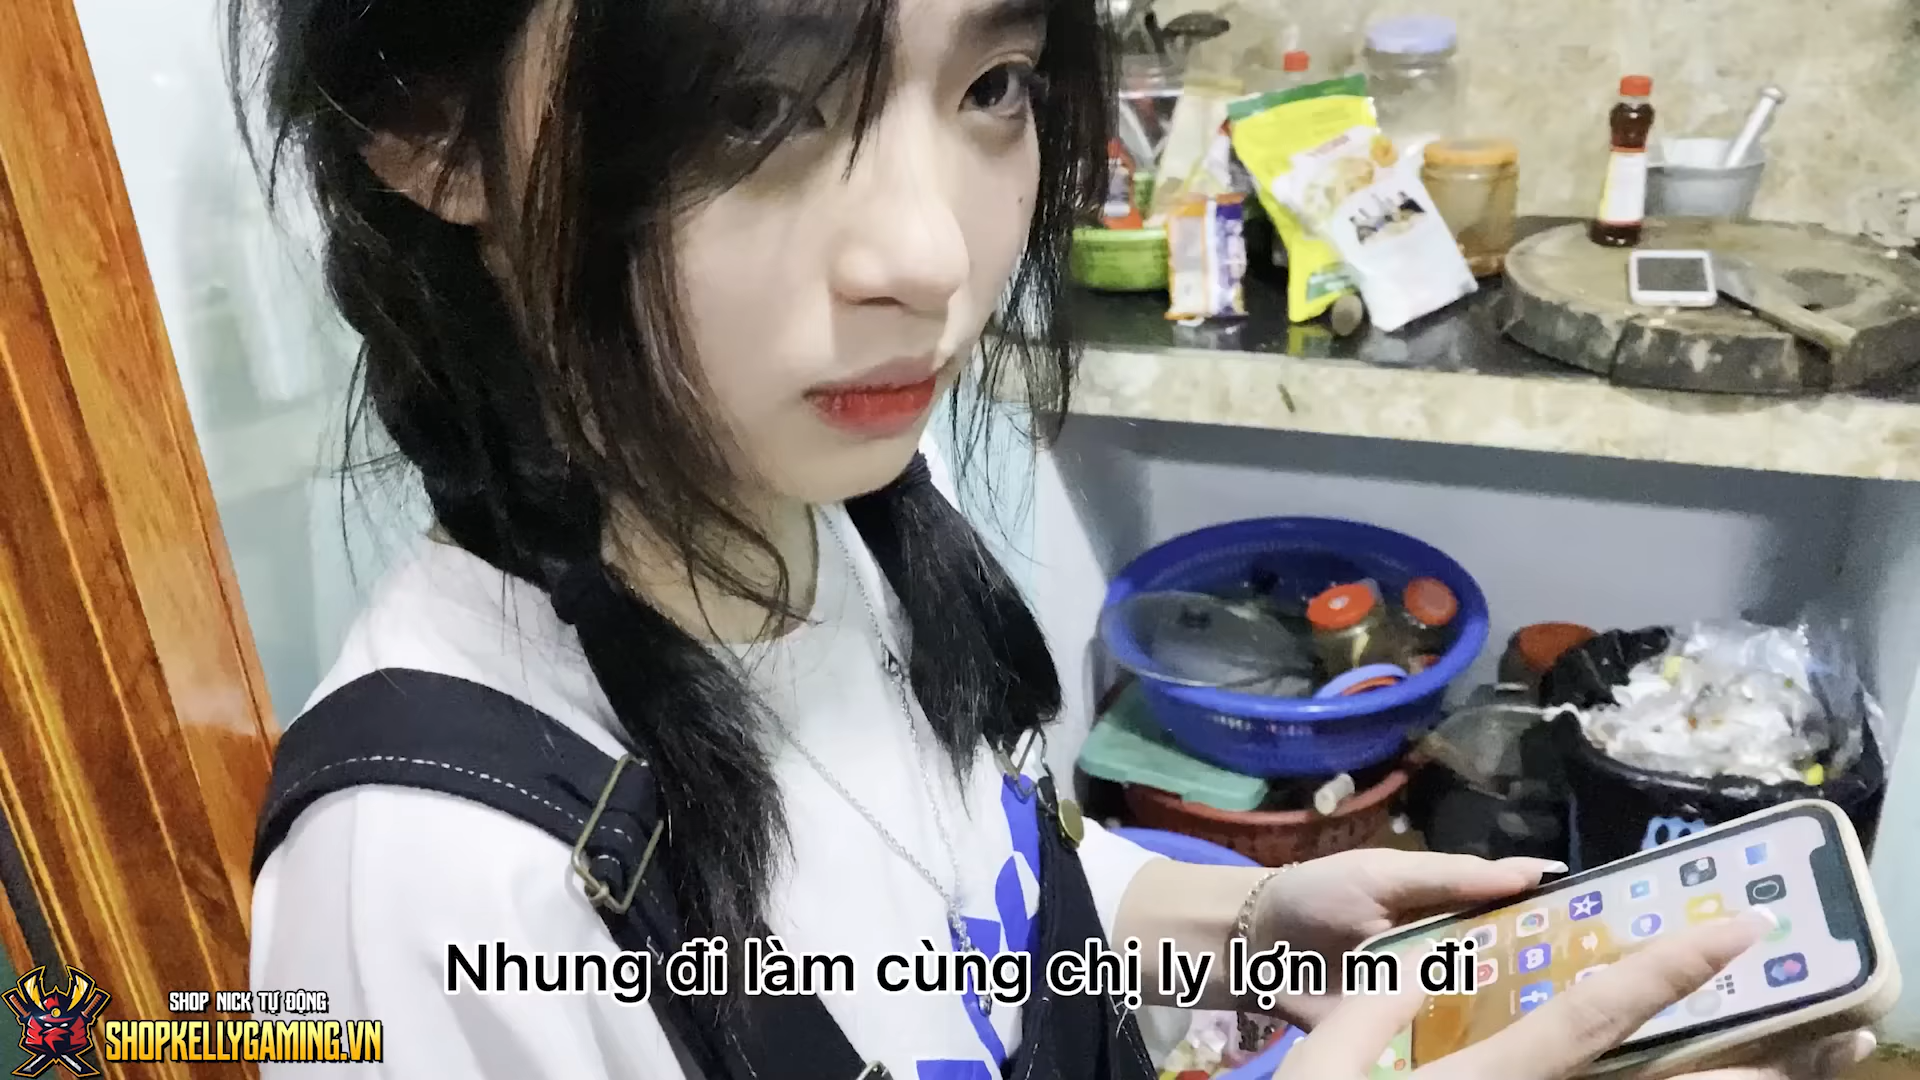 Nhung đi làm cùng chị ly lợn m đi
SHOP NICK TỰ ĐỘNG
SHOPKELLYGAMING.VN